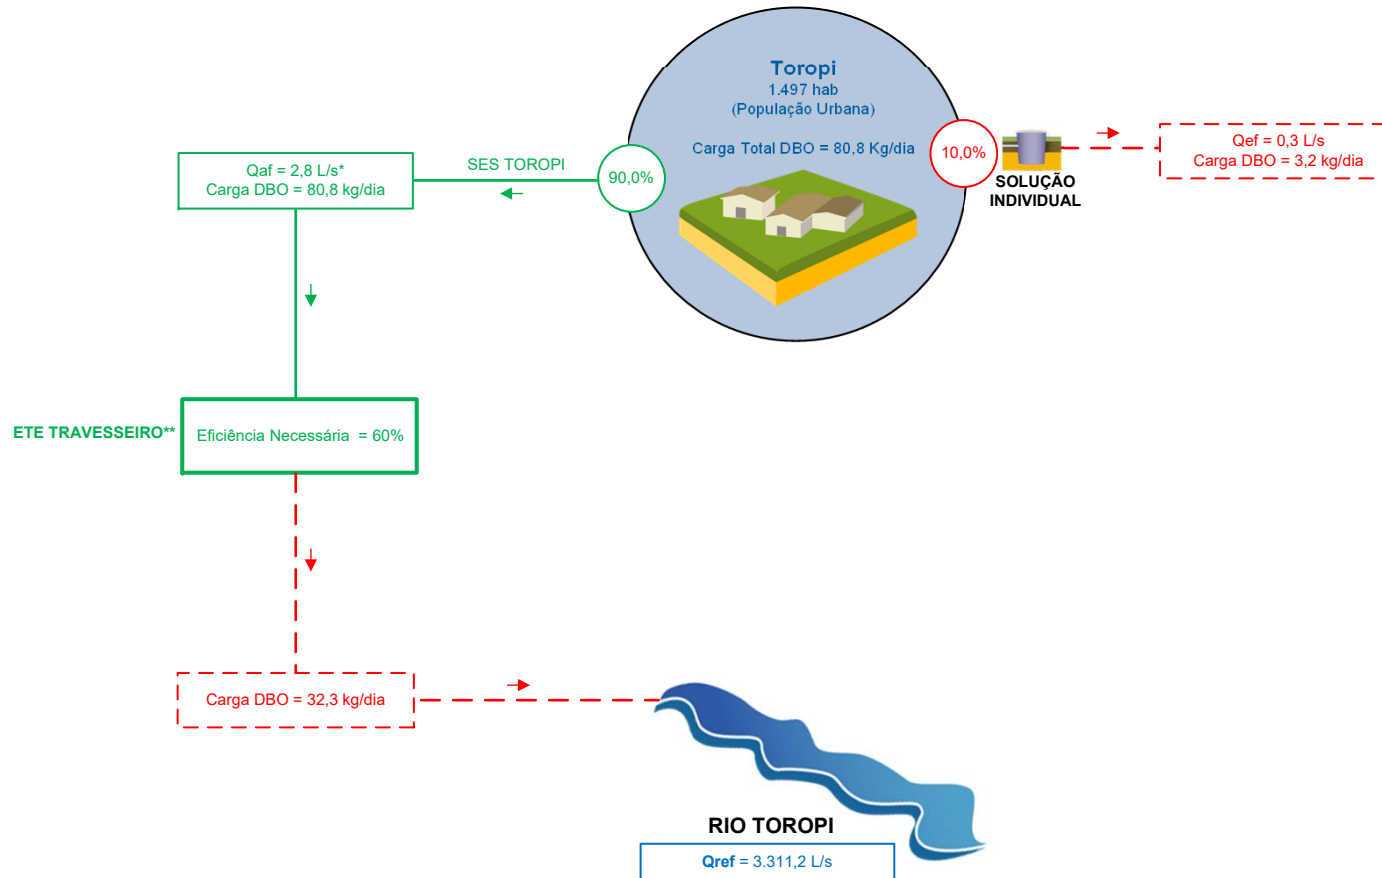 Toropi
1.497 hab
(População Urbana)
Carga Total DBO = 80,8 Kg/dia
10,0%
SOLUÇÃO
INDIVIDUAL
Qef = 0,3 L/s
Carga DBO = 3,2 kg/dia
90,0%
SES TOROPI
Qaf = 2,8 L/s*
Carga DBO = 80,8 kg/dia
ETE TRAVESSEIRO**
Eficiência Necessária = 60%
Carga DBO = 32,3 kg/dia
RIO TOROPI
Qref = 3.311,2 L/s